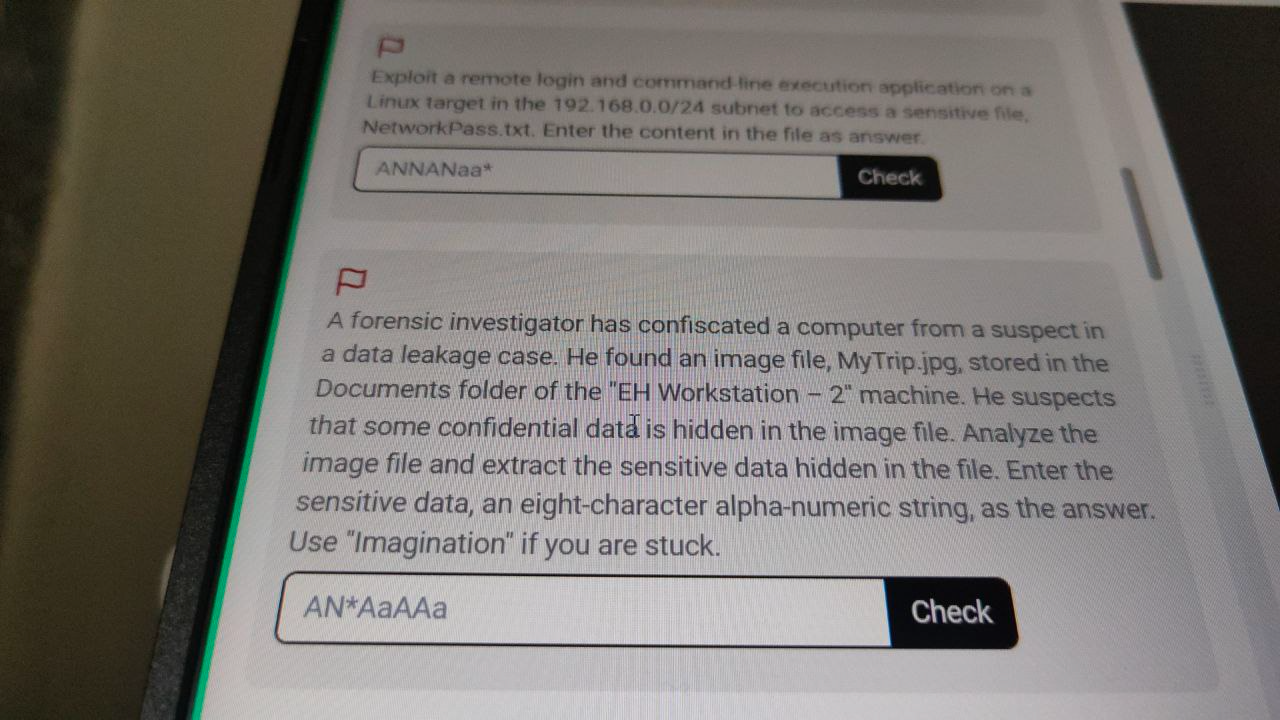 Exploit a remote login and command-line execution application on a
Linux target in the 192.168.0.0/24 subnet to access a sensitive file,
NetworkPass.txt. Enter the content in the file as answer.
ANNANaa*
Check
A forensic investigator has confiscated a computer from a suspect in
a data leakage case. He found an image file, MyTrip.jpg, stored in the
Documents folder of the "EH Workstation – 2" machine. He suspects
that some confidential data is hidden in the image file. Analyze the
image file and extract the sensitive data hidden in the file. Enter the
sensitive data, an eight-character alpha-numeric string, as the answer.
Use "Imagination" if you are stuck.
AN*AaAAa
Check